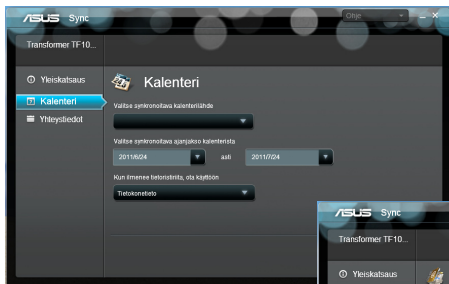 ASUS Sync
Ohje
Transformer TF10...
Yleiskatsaus
Kalenteri
Yhteystiedot
Kalenteri
Valitse synkronoitava kalenterilähde
Valitse synkronoitava ajanjakso kalenterista
2011/6/24 asti 2011/7/24
Kun ilmenee tietoristiriita, ota käyttöön
Tietokonetieto
ASUS Sync
Transformer TF10...
Yleiskatsaus